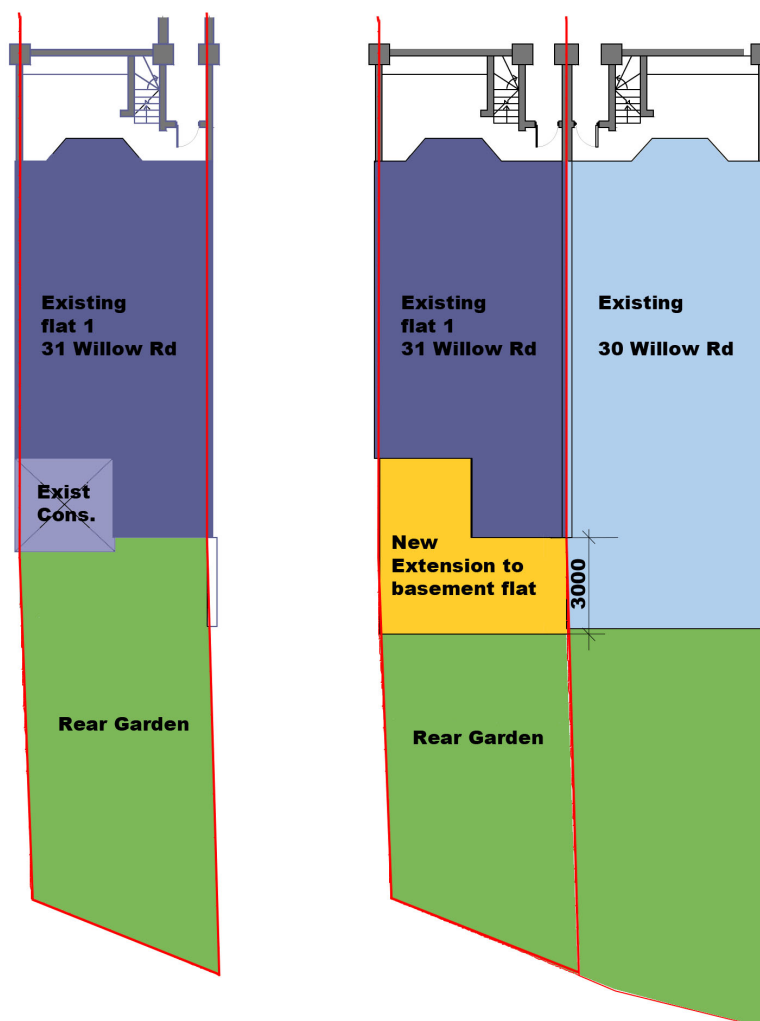 Existing
flat 1
31 Willow Rd
Exist
Cons.
Rear Garden
Existing
flat 1
31 Willow Rd
Existing
30 Willow Rd
New
Extension to
basement flat
3000
Rear Garden